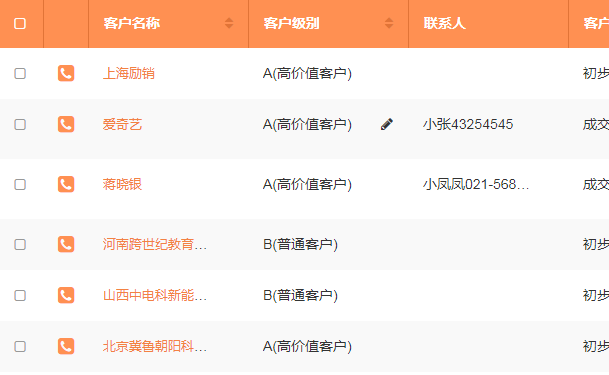 客户名称 客户级别 联系人 客户
上海励销 A(高价值客户) 初步
爱奇艺 A(高价值客户) 小张43254545 成交
蒋晓银 A(高价值客户) 小凤凤021-568... 成交
河南跨世纪教育... B(普通客户) 初步
山西中电科新能... B(普通客户) 初步
北京冀鲁朝阳科... A(高价值客户) 初步